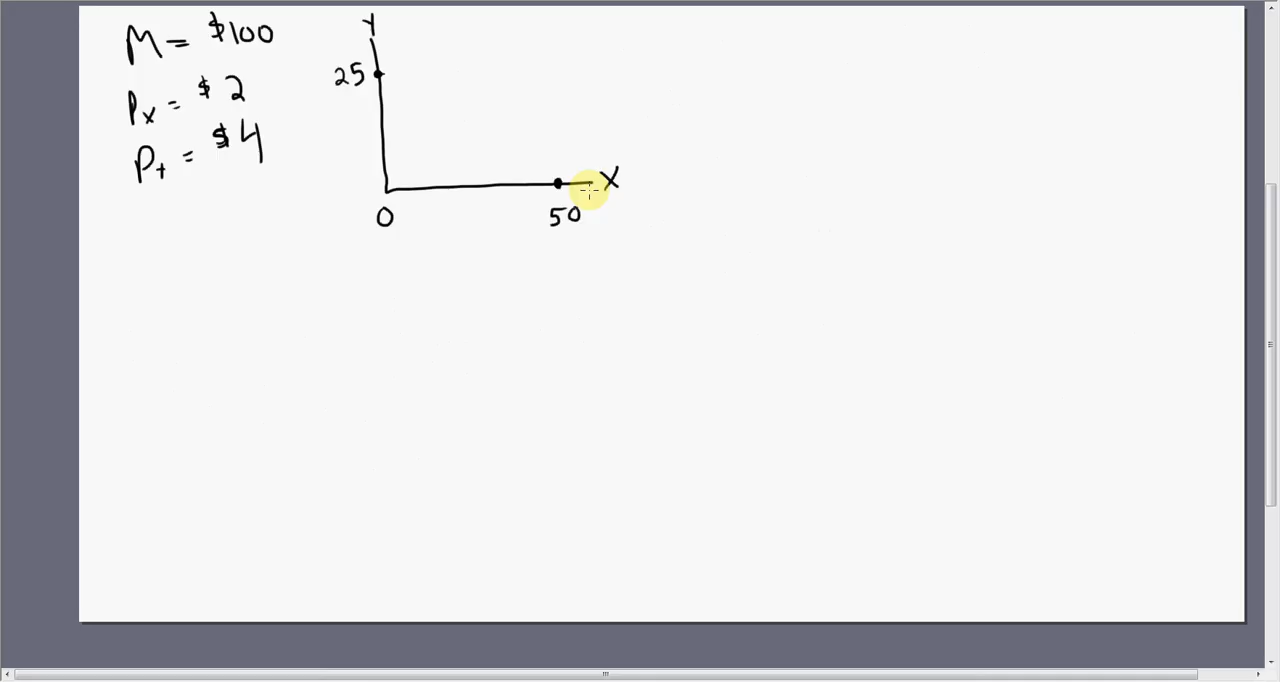 M = $100
Px = $2
Py = $4
Y
25
X
0
50